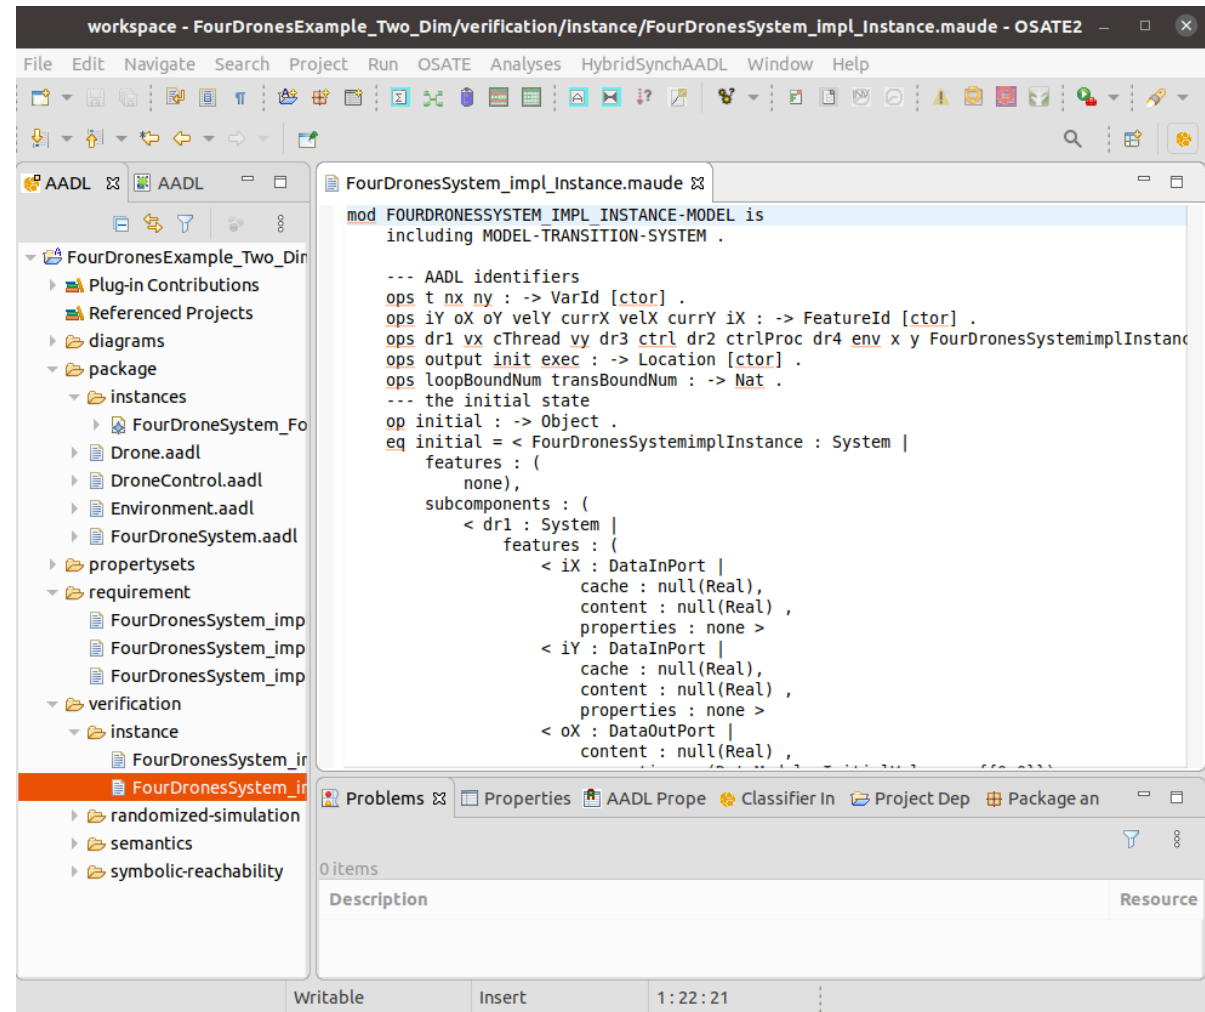 workspace - FourDronesExample_Two_Dim/verification/instance/FourDronesSystem_impl_Instance.maude - OSATE2
File Edit Navigate Search Project Run OSATE Analyses HybridSynchAADL Window Help
AADL AADL
FourDronesExample_Two_Dim
Plug-in Contributions
Referenced Projects
diagrams
package
instances
FourDroneSystem_Fo
Drone.aadl
DroneControl.aadl
Environment.aadl
FourDroneSystem.aadl
propertysets
requirement
FourDronesSystem_imp
FourDronesSystem_imp
FourDronesSystem_imp
verification
instance
FourDronesSystem_ir
FourDronesSystem_ir
randomized-simulation
semantics
symbolic-reachability
FourDronesSystem_impl_Instance.maude
mod FOURDRONESSYSTEM_IMPL_INSTANCE-MODEL is
including MODEL-TRANSITION-SYSTEM .
--- AADL identifiers
ops t nx ny : -> VarId [ctor] .
ops iY oX oY velY currX velX currY iX : -> FeatureId [ctor] .
ops dr1 vx cThread vy dr3 ctrl dr2 ctrlProc dr4 env x y FourDronesSystemimplInstanc
ops output init exec : -> Location [ctor] .
ops loopBoundNum transBoundNum : -> Nat .
--- the initial state
op initial : -> Object .
eq initial = < FourDronesSystemimplInstance : System |
features : (
none),
subcomponents : (
< dr1 : System |
features : (
< iX : DataInPort |
cache : null(Real),
content : null(Real) ,
properties : none >
< iY : DataInPort |
cache : null(Real),
content : null(Real) ,
properties : none >
< oX : DataOutPort |
content : null(Real) ,
Problems Properties AADL Prope Classifier In Project Dep Package an
0 items
Description Resource
Writable Insert 1 : 22 : 21